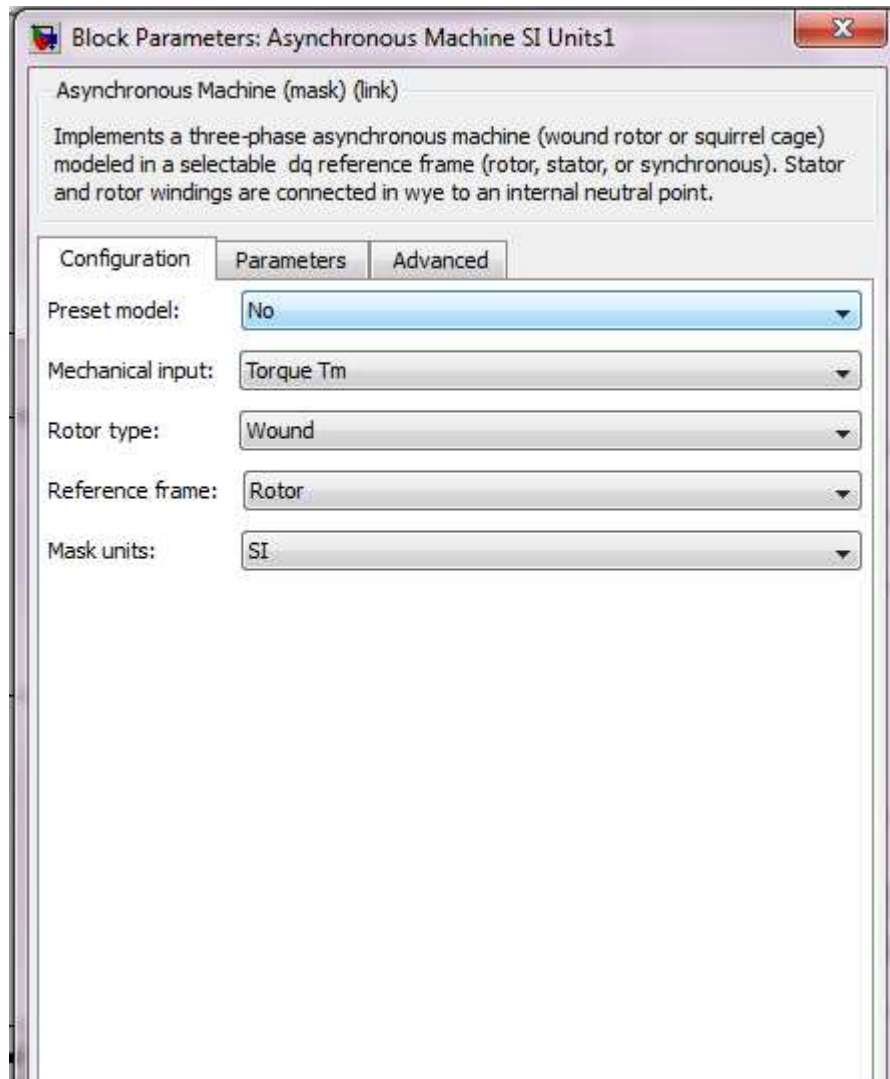 Block Parameters: Asynchronous Machine SI Units1
Asynchronous Machine (mask) (link)
Implements a three-phase asynchronous machine (wound rotor or squirrel cage)
modeled in a selectable dq reference frame (rotor, stator, or synchronous). Stator
and rotor windings are connected in wye to an internal neutral point.
Configuration Parameters Advanced
Preset model: No
Mechanical input: Torque Tm
Rotor type: Wound
Reference frame: Rotor
Mask units: SI